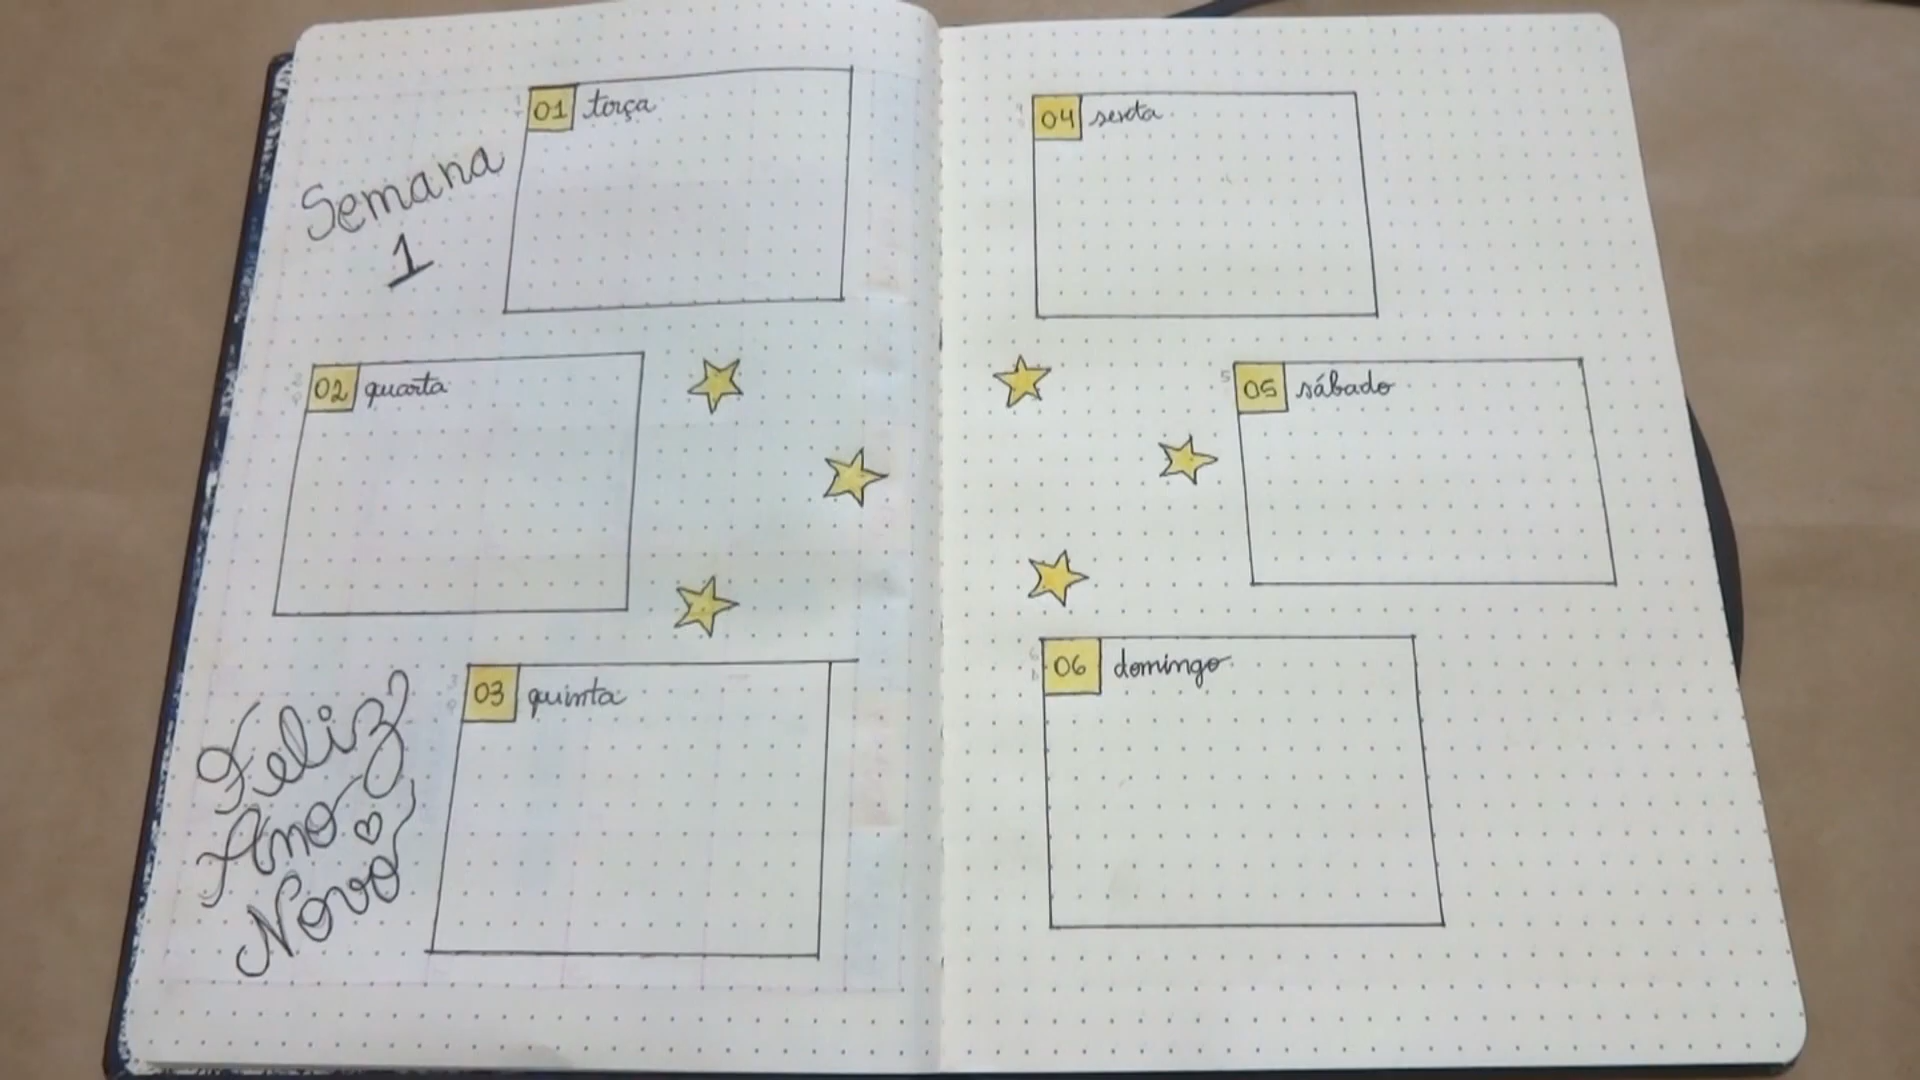 Semana
1
01 terça
02 quarta
03 quinta
Feliz
Ano
Novo
04 sexta
05 sábado
06 domingo